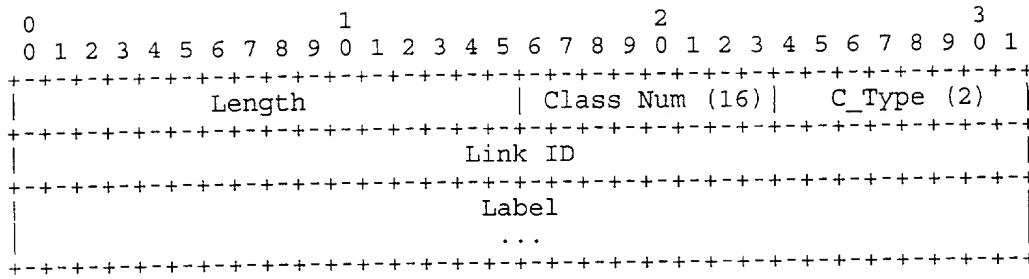 0                   1                   2                   3
 0 1 2 3 4 5 6 7 8 9 0 1 2 3 4 5 6 7 8 9 0 1 2 3 4 5 6 7 8 9 0 1
+-+-+-+-+-+-+-+-+-+-+-+-+-+-+-+-+-+-+-+-+-+-+-+-+-+-+-+-+-+-+-+-+
|            Length             | Class Num (16)|   C_Type (2)  |
+-+-+-+-+-+-+-+-+-+-+-+-+-+-+-+-+-+-+-+-+-+-+-+-+-+-+-+-+-+-+-+-+
|                            Link ID                            |
+-+-+-+-+-+-+-+-+-+-+-+-+-+-+-+-+-+-+-+-+-+-+-+-+-+-+-+-+-+-+-+-+
|                             Label                             |
|                              ...                              |
+-+-+-+-+-+-+-+-+-+-+-+-+-+-+-+-+-+-+-+-+-+-+-+-+-+-+-+-+-+-+-+-+